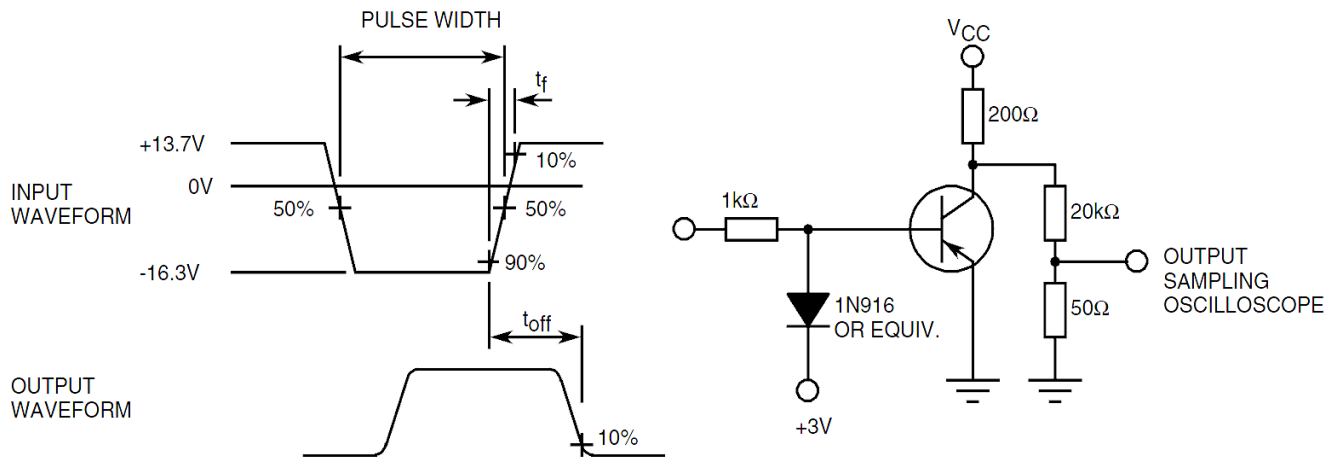 PULSE WIDTH
tf
+13.7V
10%
INPUT
WAVEFORM
0V
50%
50%
90%
-16.3V
toff
OUTPUT
WAVEFORM
10%
VCC
200Ω
1kΩ
20kΩ
OUTPUT
SAMPLING
OSCILLOSCOPE
1N916
OR EQUIV.
50Ω
+3V